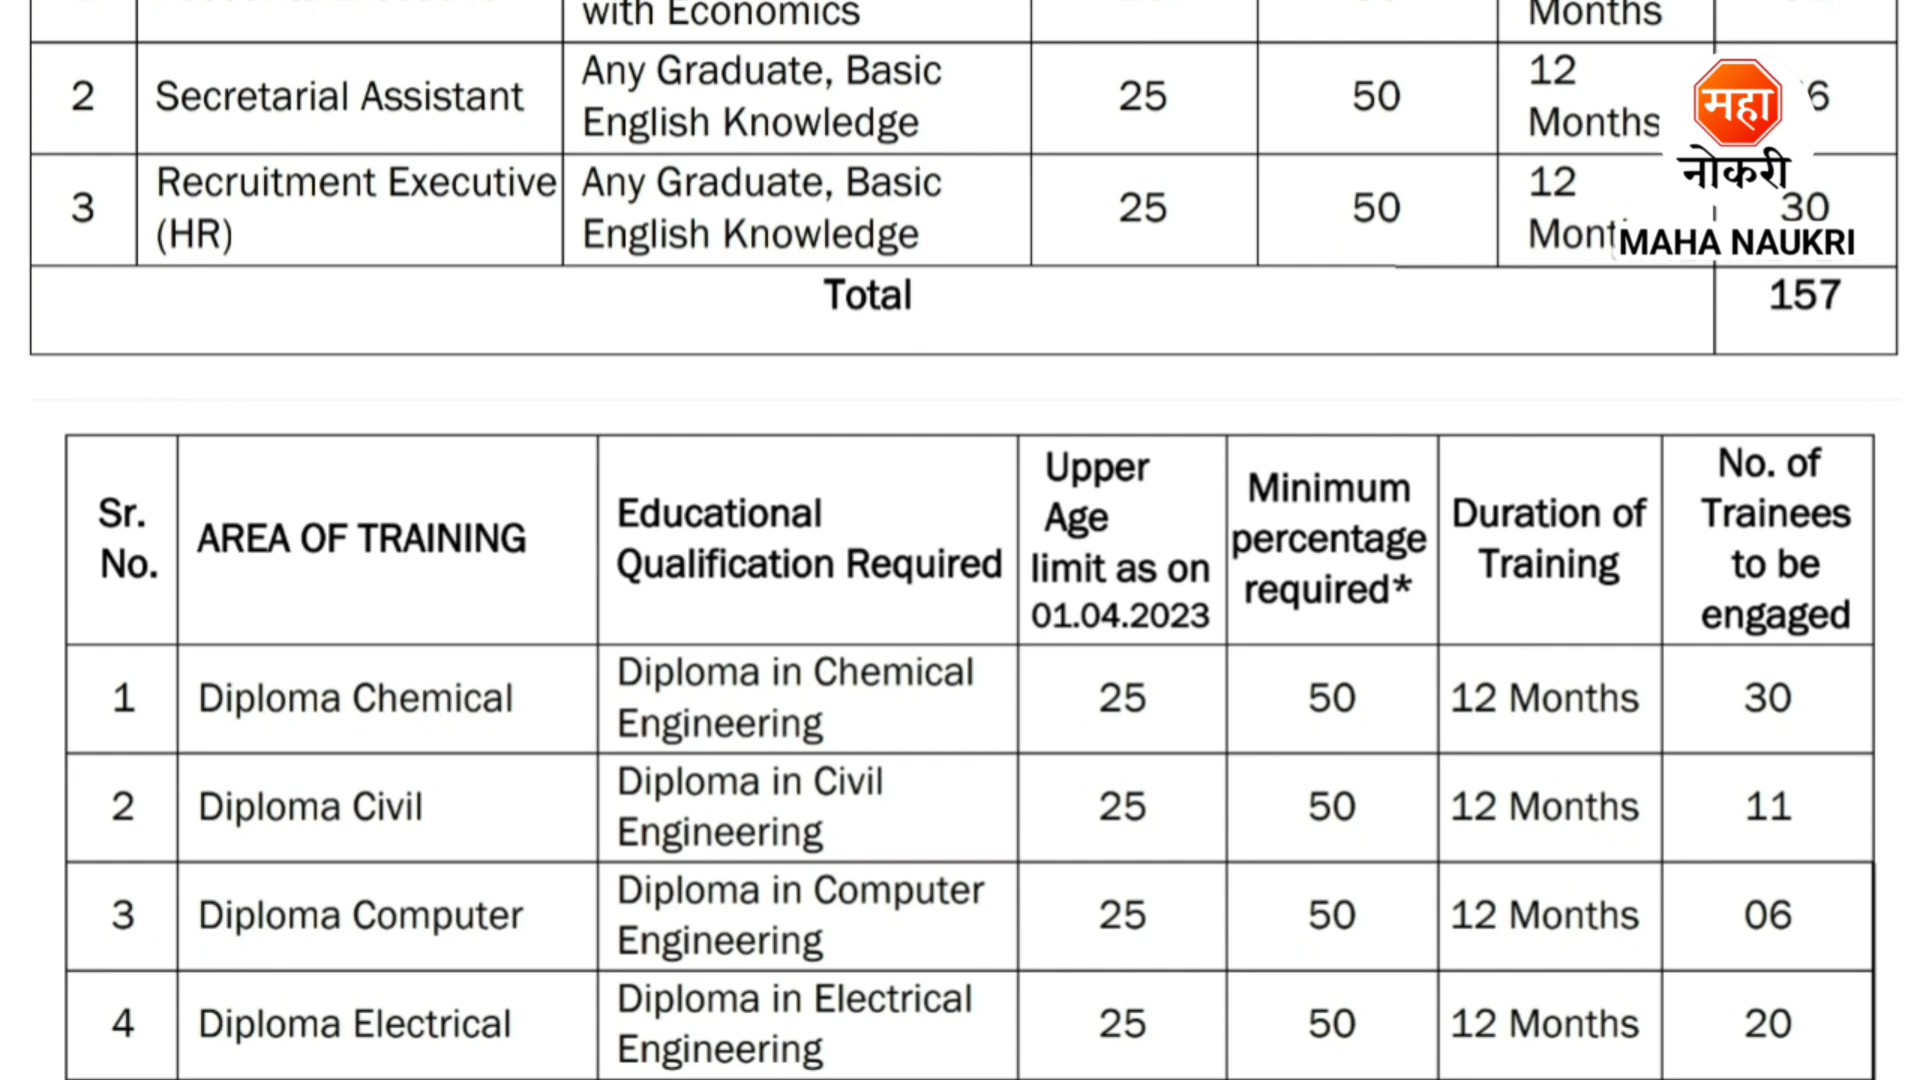 with Economics
Months
2
Secretarial Assistant
Any Graduate, Basic
English Knowledge
25
50
12
Months
6
3
Recruitment Executive
(HR)
Any Graduate, Basic
English Knowledge
25
50
12
30
महा
नोकरी
MAHA NAUKRI
Total
157
Sr.
No.
AREA OF TRAINING
Educational
Qualification Required
Upper
Age
limit as on
01.04.2023
Minimum
percentage
required*
Duration of
Training
No. of
Trainees
to be
engaged
1
Diploma Chemical
Diploma in Chemical
Engineering
25
50
12 Months
30
2
Diploma Civil
Diploma in Civil
Engineering
25
50
12 Months
11
3
Diploma Computer
Diploma in Computer
Engineering
25
50
12 Months
06
4
Diploma Electrical
Diploma in Electrical
Engineering
25
50
12 Months
20